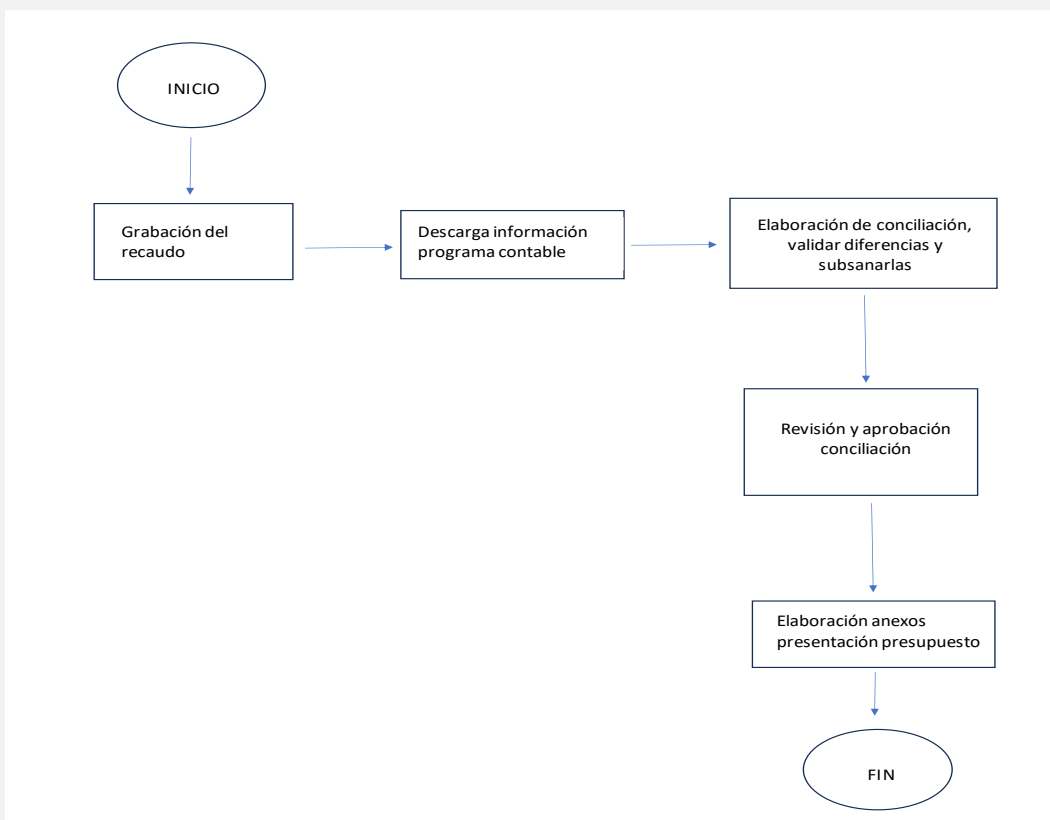 INICIO
Grabación del
recaudo
Descarga información
programa contable
Elaboración de conciliación,
validar diferencias y
subsanarlas
Revisión y aprobación
conciliación
Elaboración anexos
presentación presupuesto
FIN